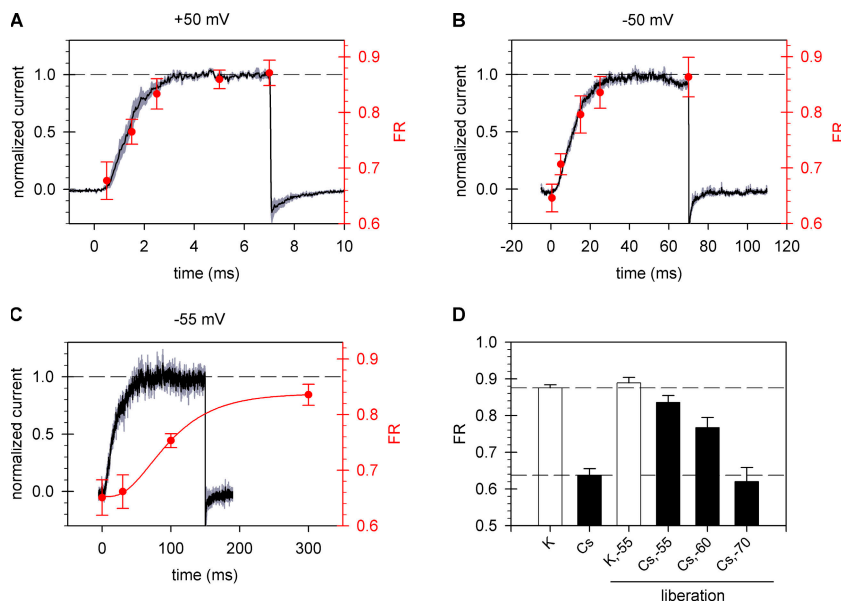 A
+50 mV
normalized current
1.0
0.5
0.0
0.9
0.8
0.7
0.6
FR
0
2
4
6
8
10
time (ms)
B
-50 mV
normalized current
1.0
0.5
0.0
0.9
0.8
0.7
0.6
FR
-20
0
20
40
60
80
100
120
time (ms)
C
-55 mV
normalized current
1.0
0.5
0.0
0.9
0.8
0.7
0.6
FR
0
100
200
300
time (ms)
D
FR
1.0
0.9
0.8
0.7
0.6
0.5
K
Cs
K,-55
Cs,-55
Cs,-60
Cs,-70
liberation